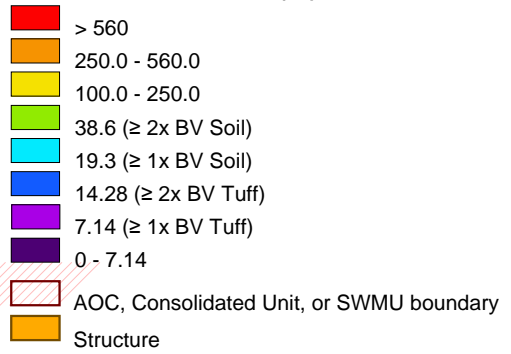 > 560
250.0 - 560.0
100.0 - 250.0
38.6 (≥ 2x BV Soil)
19.3 (≥ 1x BV Soil)
14.28 (≥ 2x BV Tuff)
7.14 (≥ 1x BV Tuff)
0 - 7.14
AOC, Consolidated Unit, or SWMU boundary
Structure